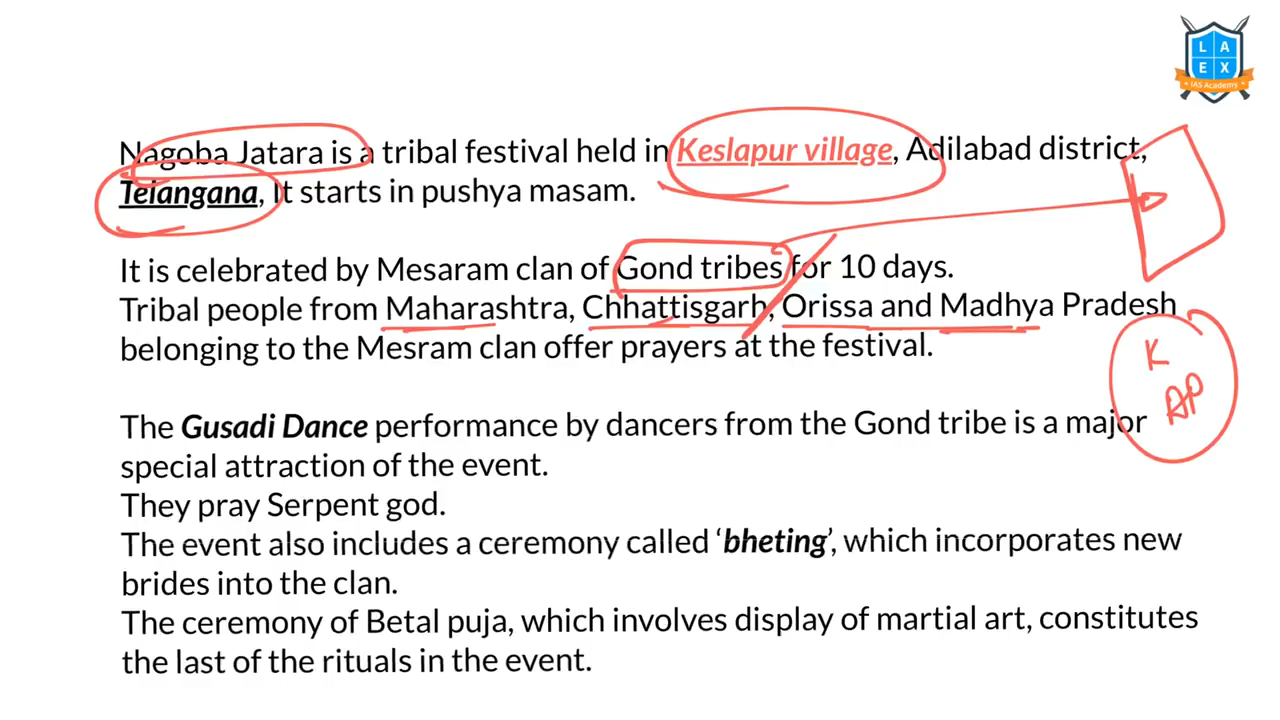 L A
E X
IAS Academy
Nagoba Jatara is a tribal festival held in Keslapur village, Adilabad district,
Telangana, It starts in pushya masam.
It is celebrated by Mesaram clan of Gond tribes for 10 days.
Tribal people from Maharashtra, Chhattisgarh, Orissa and Madhya Pradesh
belonging to the Mesram clan offer prayers at the festival.
K
AP
The Gusadi Dance performance by dancers from the Gond tribe is a major
special attraction of the event.
They pray Serpent god.
The event also includes a ceremony called ‘bheting’, which incorporates new
brides into the clan.
The ceremony of Betal puja, which involves display of martial art, constitutes
the last of the rituals in the event.